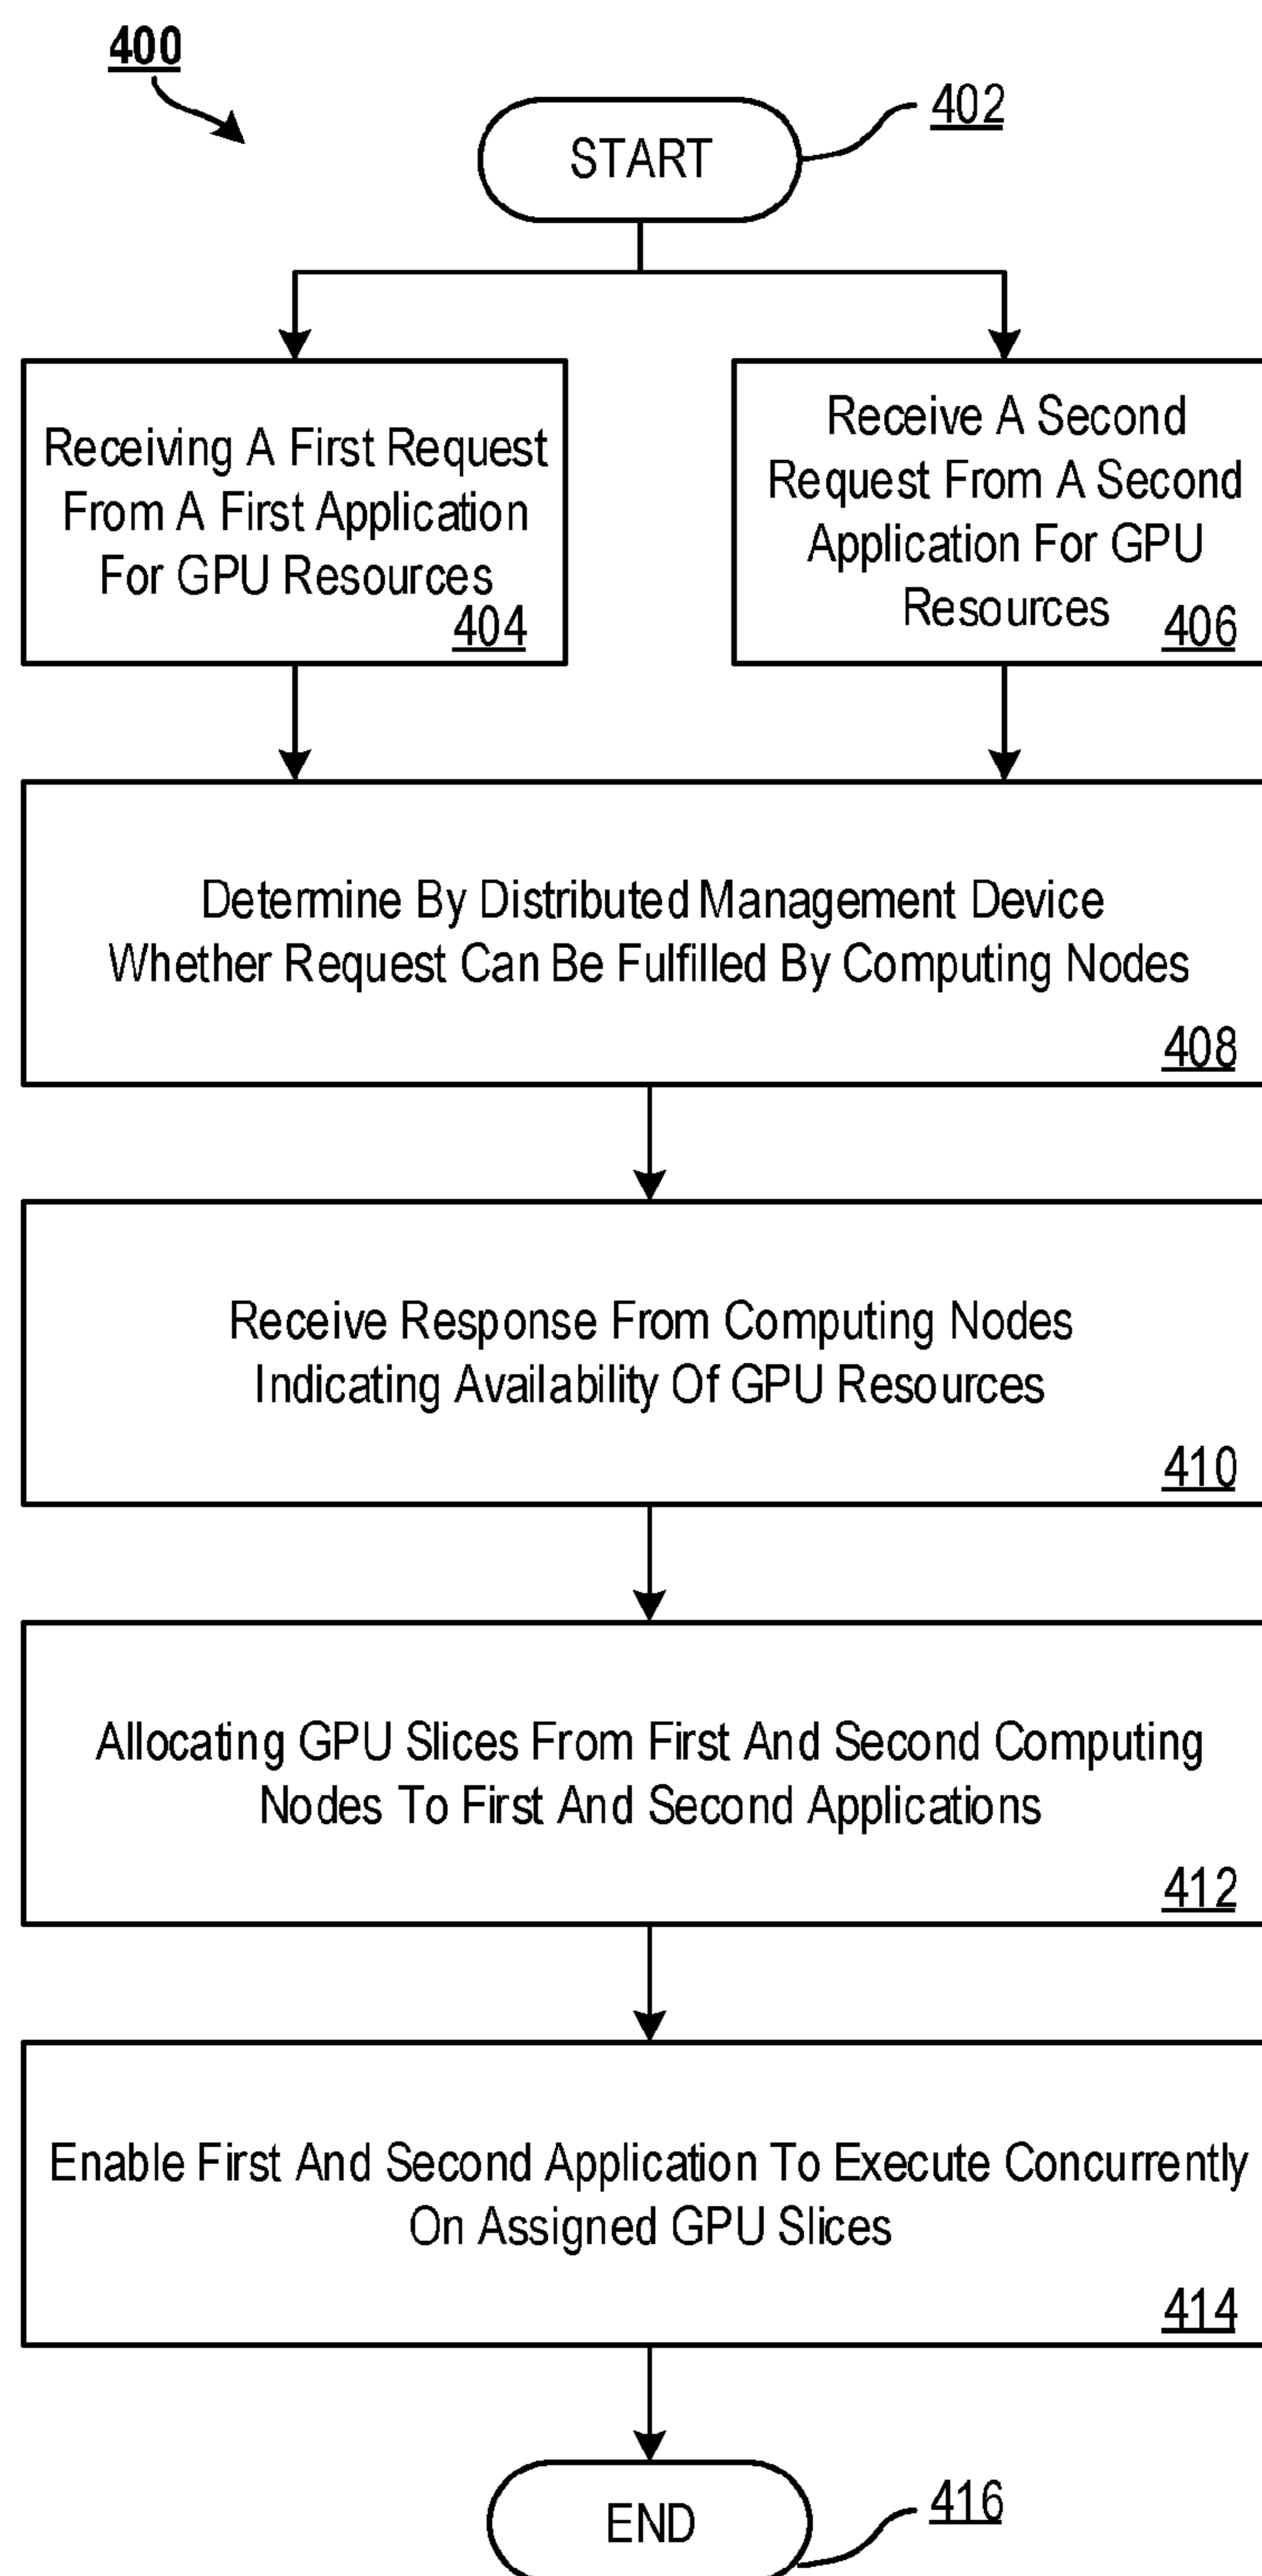 400
402
START
Receiving A First Request
From A First Application
For GPU Resources
404
Receive A Second
Request From A Second
Application For GPU
Resources
406
Determine By Distributed Management Device
Whether Request Can Be Fulfilled By Computing Nodes
408
Receive Response From Computing Nodes
Indicating Availability Of GPU Resources
410
Allocating GPU Slices From First And Second Computing
Nodes To First And Second Applications
412
Enable First And Second Application To Execute Concurrently
On Assigned GPU Slices
414
END
416